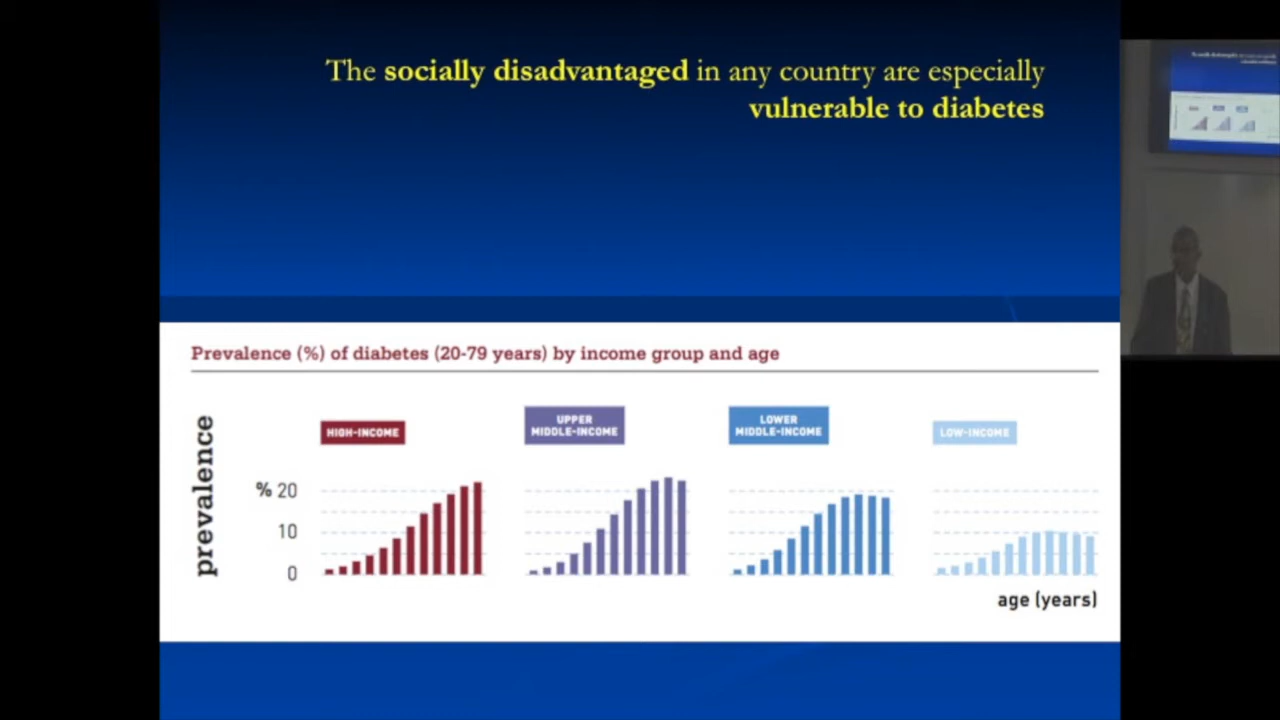 The socially disadvantaged in any country are especially
vulnerable to diabetes
Prevalence (%) of diabetes (20-79 years) by income group and age
prevalence
HIGH-INCOME
UPPER
MIDDLE-INCOME
LOWER
MIDDLE-INCOME
LOW-INCOME
% 20
10
0
age (years)